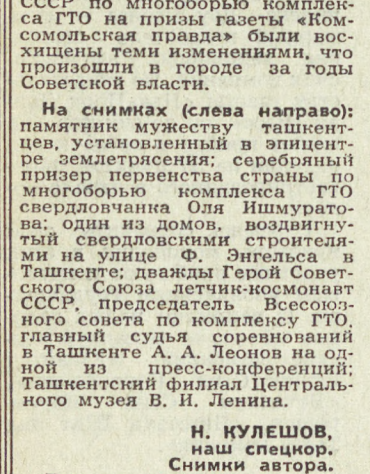 СССР по многоборью комплек-
са ГТО на призы газеты «Ком-
сомольская правда» были вос-
хищены теми изменениями, что
произошли в городе за годы
Советской власти.
На снимках (слева направо):
памятник мужеству ташкент-
цев, установленный в эпицент-
ре землетрясения; серебряный
призер первенства страны по
многоборью комплекса ГТО
свердловчанка Оля Ишмурато-
ва; один из домов, воздвигну-
тый свердловскими строителя-
ми на улице Ф. Энгельса в
Ташкенте; дважды Герой Совет-
ского Союза летчик-космонавт
СССР, председатель Всесоюз-
ного совета по комплексу ГТО,
главный судья соревнований
в Ташкенте А. А. Леонов на од-
ной из пресс-конференций;
Ташкентский филиал Централь-
ного музея В. И. Ленина.
Н. КУЛЕШОВ,
наш спецкор.
Снимки автора.